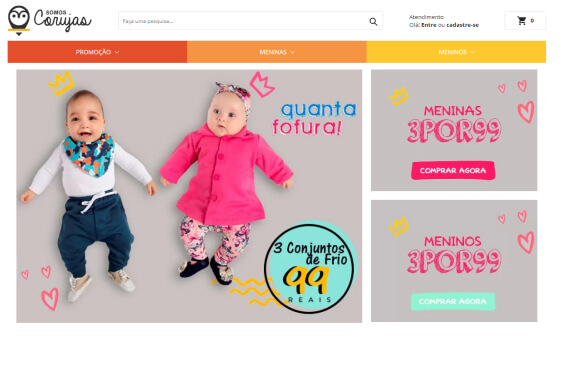 SOMOS
Corujas
Faça uma pesquisa...
Atendimento
Olá! Entre ou cadastre-se
0
PROMOÇÃO
MENINAS
MENINOS
quanta
fofura!
3 Conjuntos
de Frio
99
REAIS
MENINAS
3POR99
COMPRAR AGORA
MENINOS
3POR99
COMPRAR AGORA